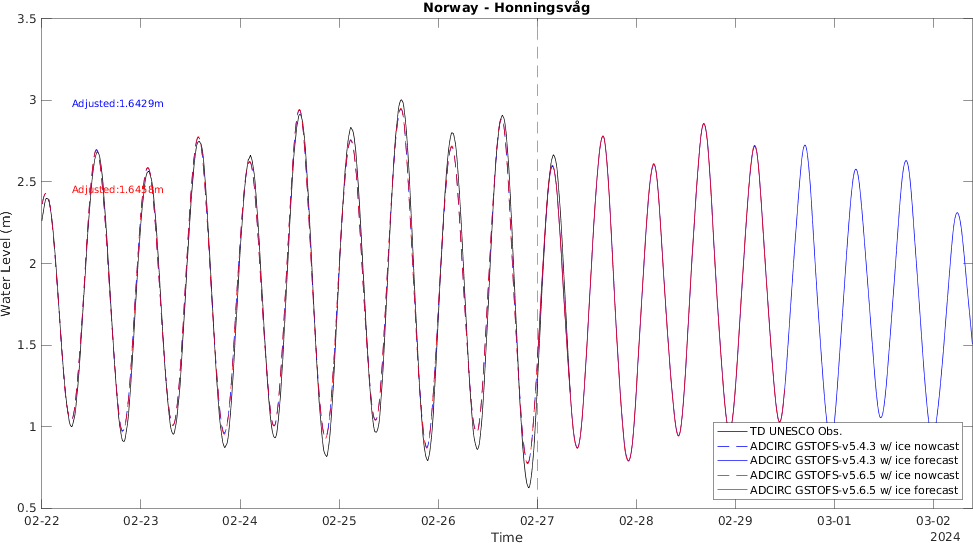 Norway - Honningsvåg
3.5
3
2.5
2
1.5
1
0.5
Water Level (m)
Adjusted:1.6429m
Adjusted:1.6458m
TD UNESCO Obs.
ADCIRC GSTOFS-v5.4.3 w/ ice nowcast
ADCIRC GSTOFS-v5.4.3 w/ ice forecast
ADCIRC GSTOFS-v5.6.5 w/ ice nowcast
ADCIRC GSTOFS-v5.6.5 w/ ice forecast
02-22 02-23 02-24 02-25 02-26 02-27 02-28 02-29 03-01 03-02
Time 2024